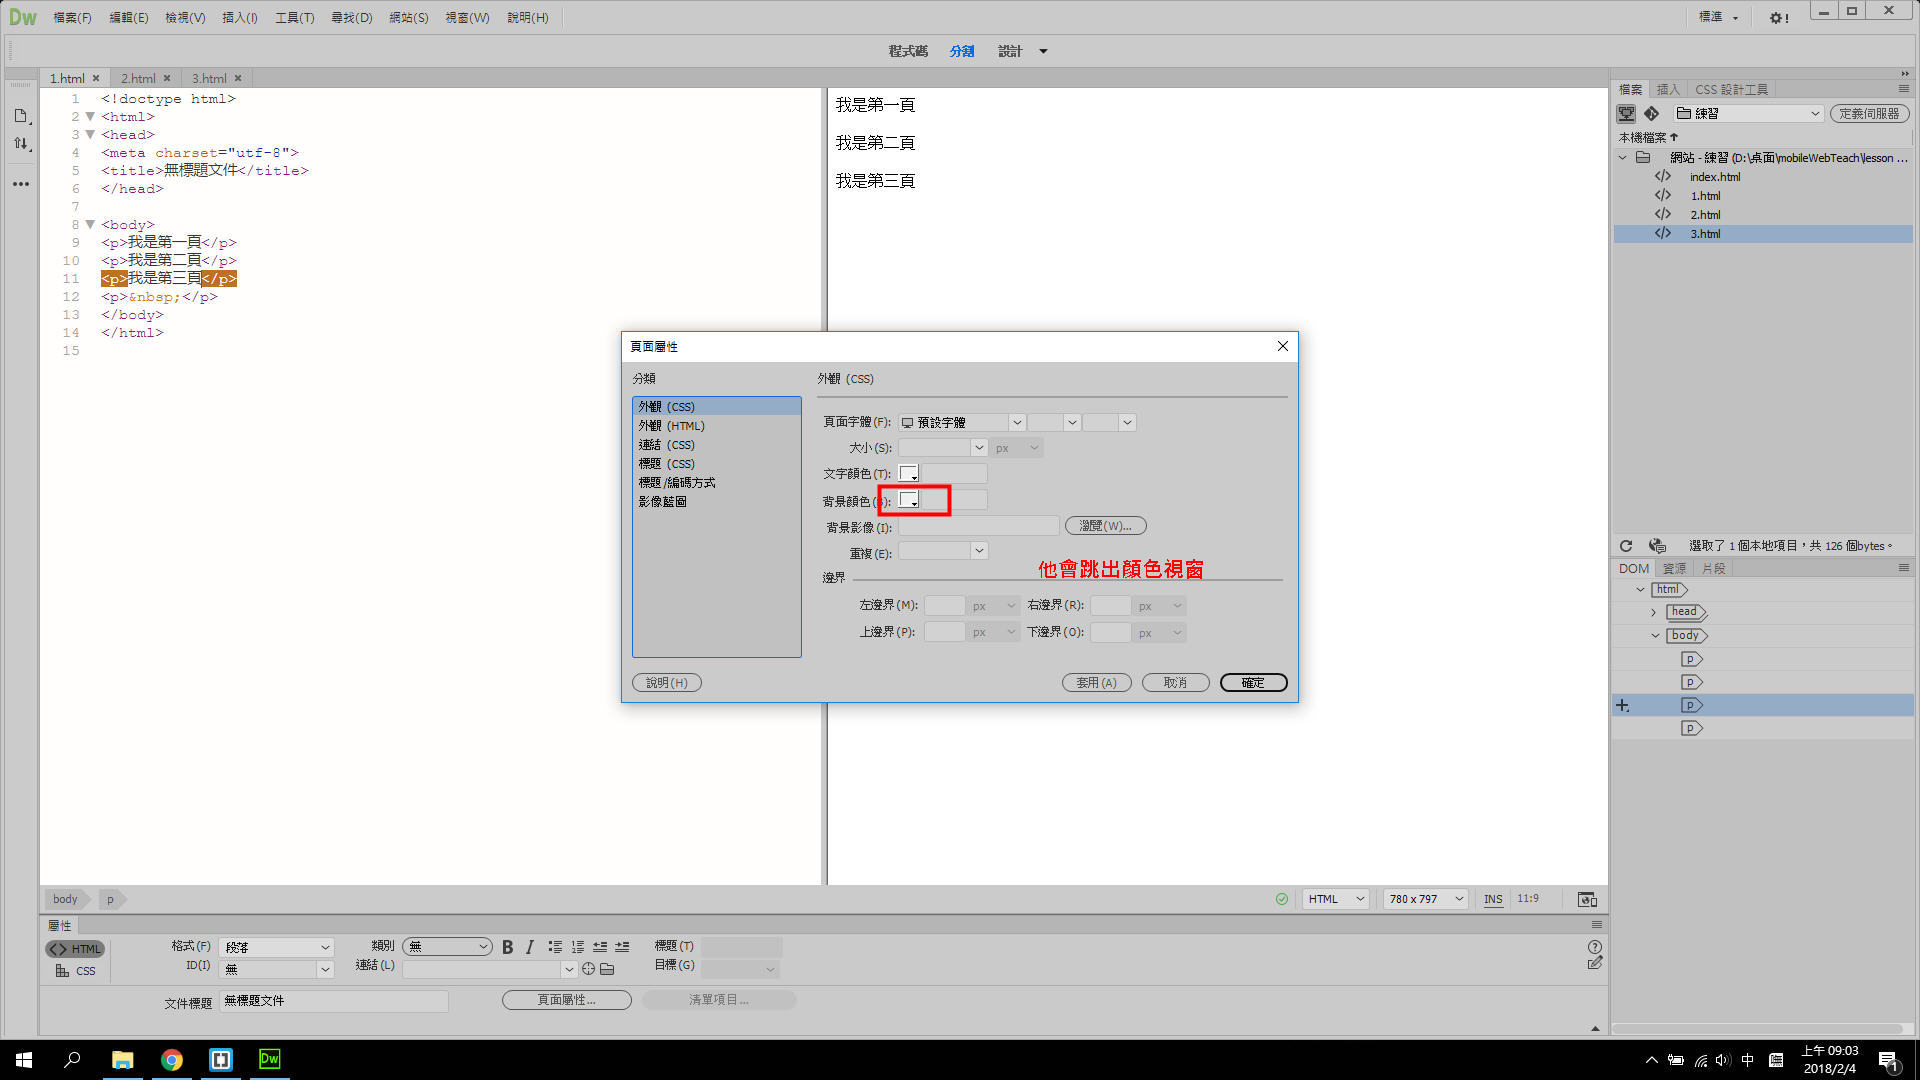 Dw 檔案(F) 編輯(E) 檢視(V) 插入(I) 工具(T) 尋找(D) 網站(S) 視窗(W) 說明(H) 標準
程式碼 分割 設計
1.html 2.html 3.html
1 <!doctype html>
2 <html>
3 <head>
4 <meta charset="utf-8">
5 <title>無標題文件</title>
6 </head>
7
8 <body>
9 <p>我是第一頁</p>
10 <p>我是第二頁</p>
11 <p>我是第三頁</p>
12 <p>&nbsp;</p>
13 </body>
14 </html>
15
我是第一頁
我是第二頁
我是第三頁
頁面屬性
分類
外觀 (CSS)
外觀 (HTML)
連結 (CSS)
標題 (CSS)
標題/編碼方式
影像藍圖
外觀 (CSS)
頁面字體(F): 預設字體
大小(S): px
文字顏色(T):
背景顏色(B):
背景影像(I): 瀏覽(W)...
重複(E):
他會跳出顏色視窗
邊界
左邊界(M): px 右邊界(R): px
上邊界(P): px 下邊界(O): px
說明(H) 套用(A) 取消 確定
檔案 插入 CSS 設計工具
練習 定義伺服器
本機檔案
網站 - 練習 (D:\桌面\mobileWebTeach\lesson ...
index.html
1.html
2.html
3.html
選取了 1 個本地項目，共 126 個bytes。
DOM 資源 片段
html
head
body
p
p
p
p
body p HTML 780 x 797 INS 11:9
屬性
HTML 格式(F) 段落 類別 無 B I 標題(T)
CSS ID(I) 無 連結(L) 目標(G)
文件標題 無標題文件 頁面屬性... 清單項目...
Dw 中 上午 09:03
2018/2/4 1